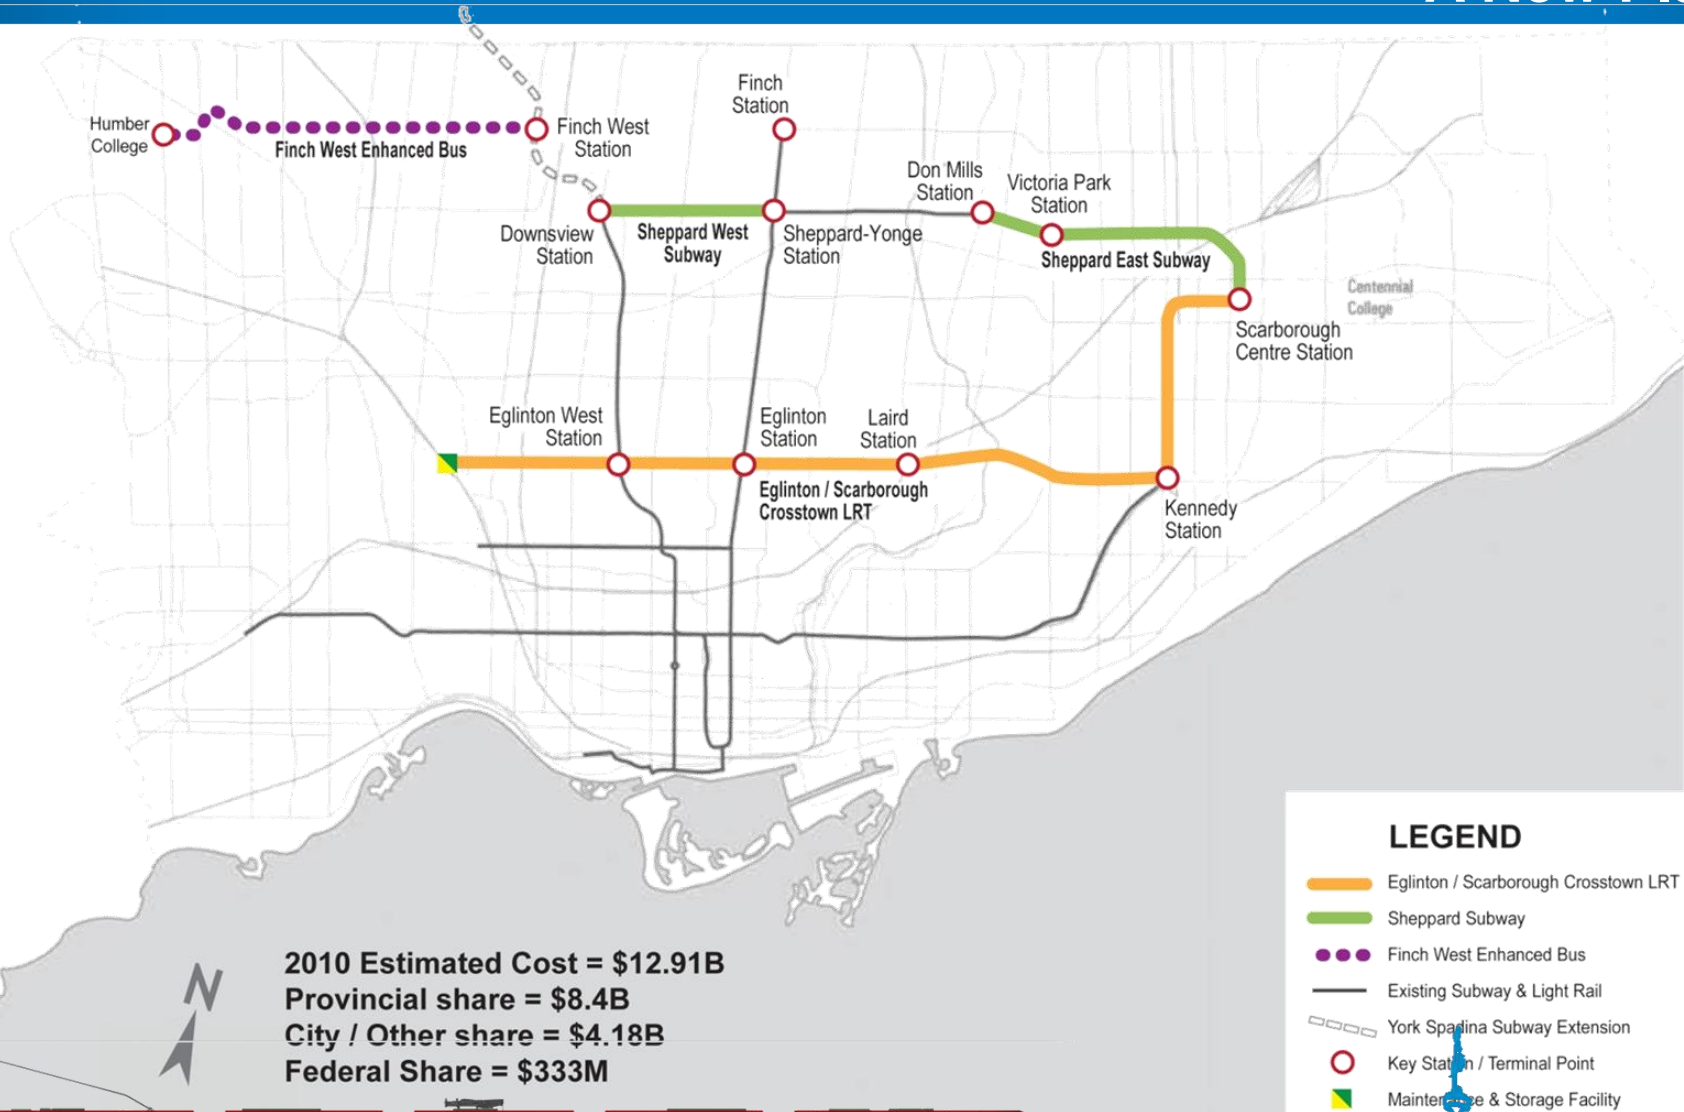 Finch
Station
Humber
College
Finch West Enhanced Bus
Finch West
Station
Don Mills
Station
Victoria Park
Station
Downsview
Station
Sheppard West
Subway
Sheppard-Yonge
Station
Sheppard East Subway
Centennial
College
Scarborough
Centre Station
Eglinton West
Station
Eglinton
Station
Laird
Station
Eglinton / Scarborough
Crosstown LRT
Kennedy
Station
LEGEND
Eglinton / Scarborough Crosstown LRT
Sheppard Subway
Finch West Enhanced Bus
Existing Subway & Light Rail
York Spadina Subway Extension
Key Station / Terminal Point
Maintenance & Storage Facility
N
2010 Estimated Cost = $12.91B
Provincial share = $8.4B
City / Other share = $4.18B
Federal Share = $333M